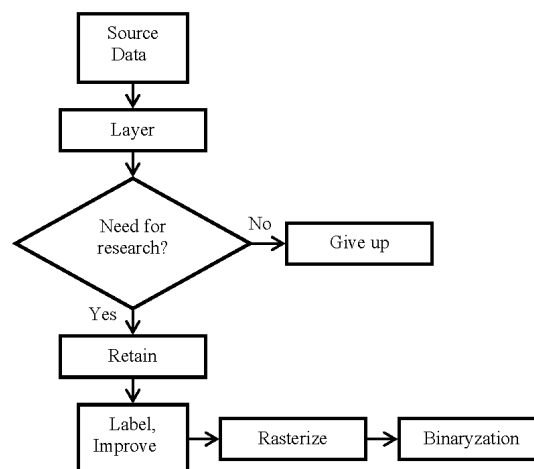 Source
Data
Layer
Need for
research?
No
Give up
Yes
Retain
Label,
Improve
Rasterize
Binaryzation